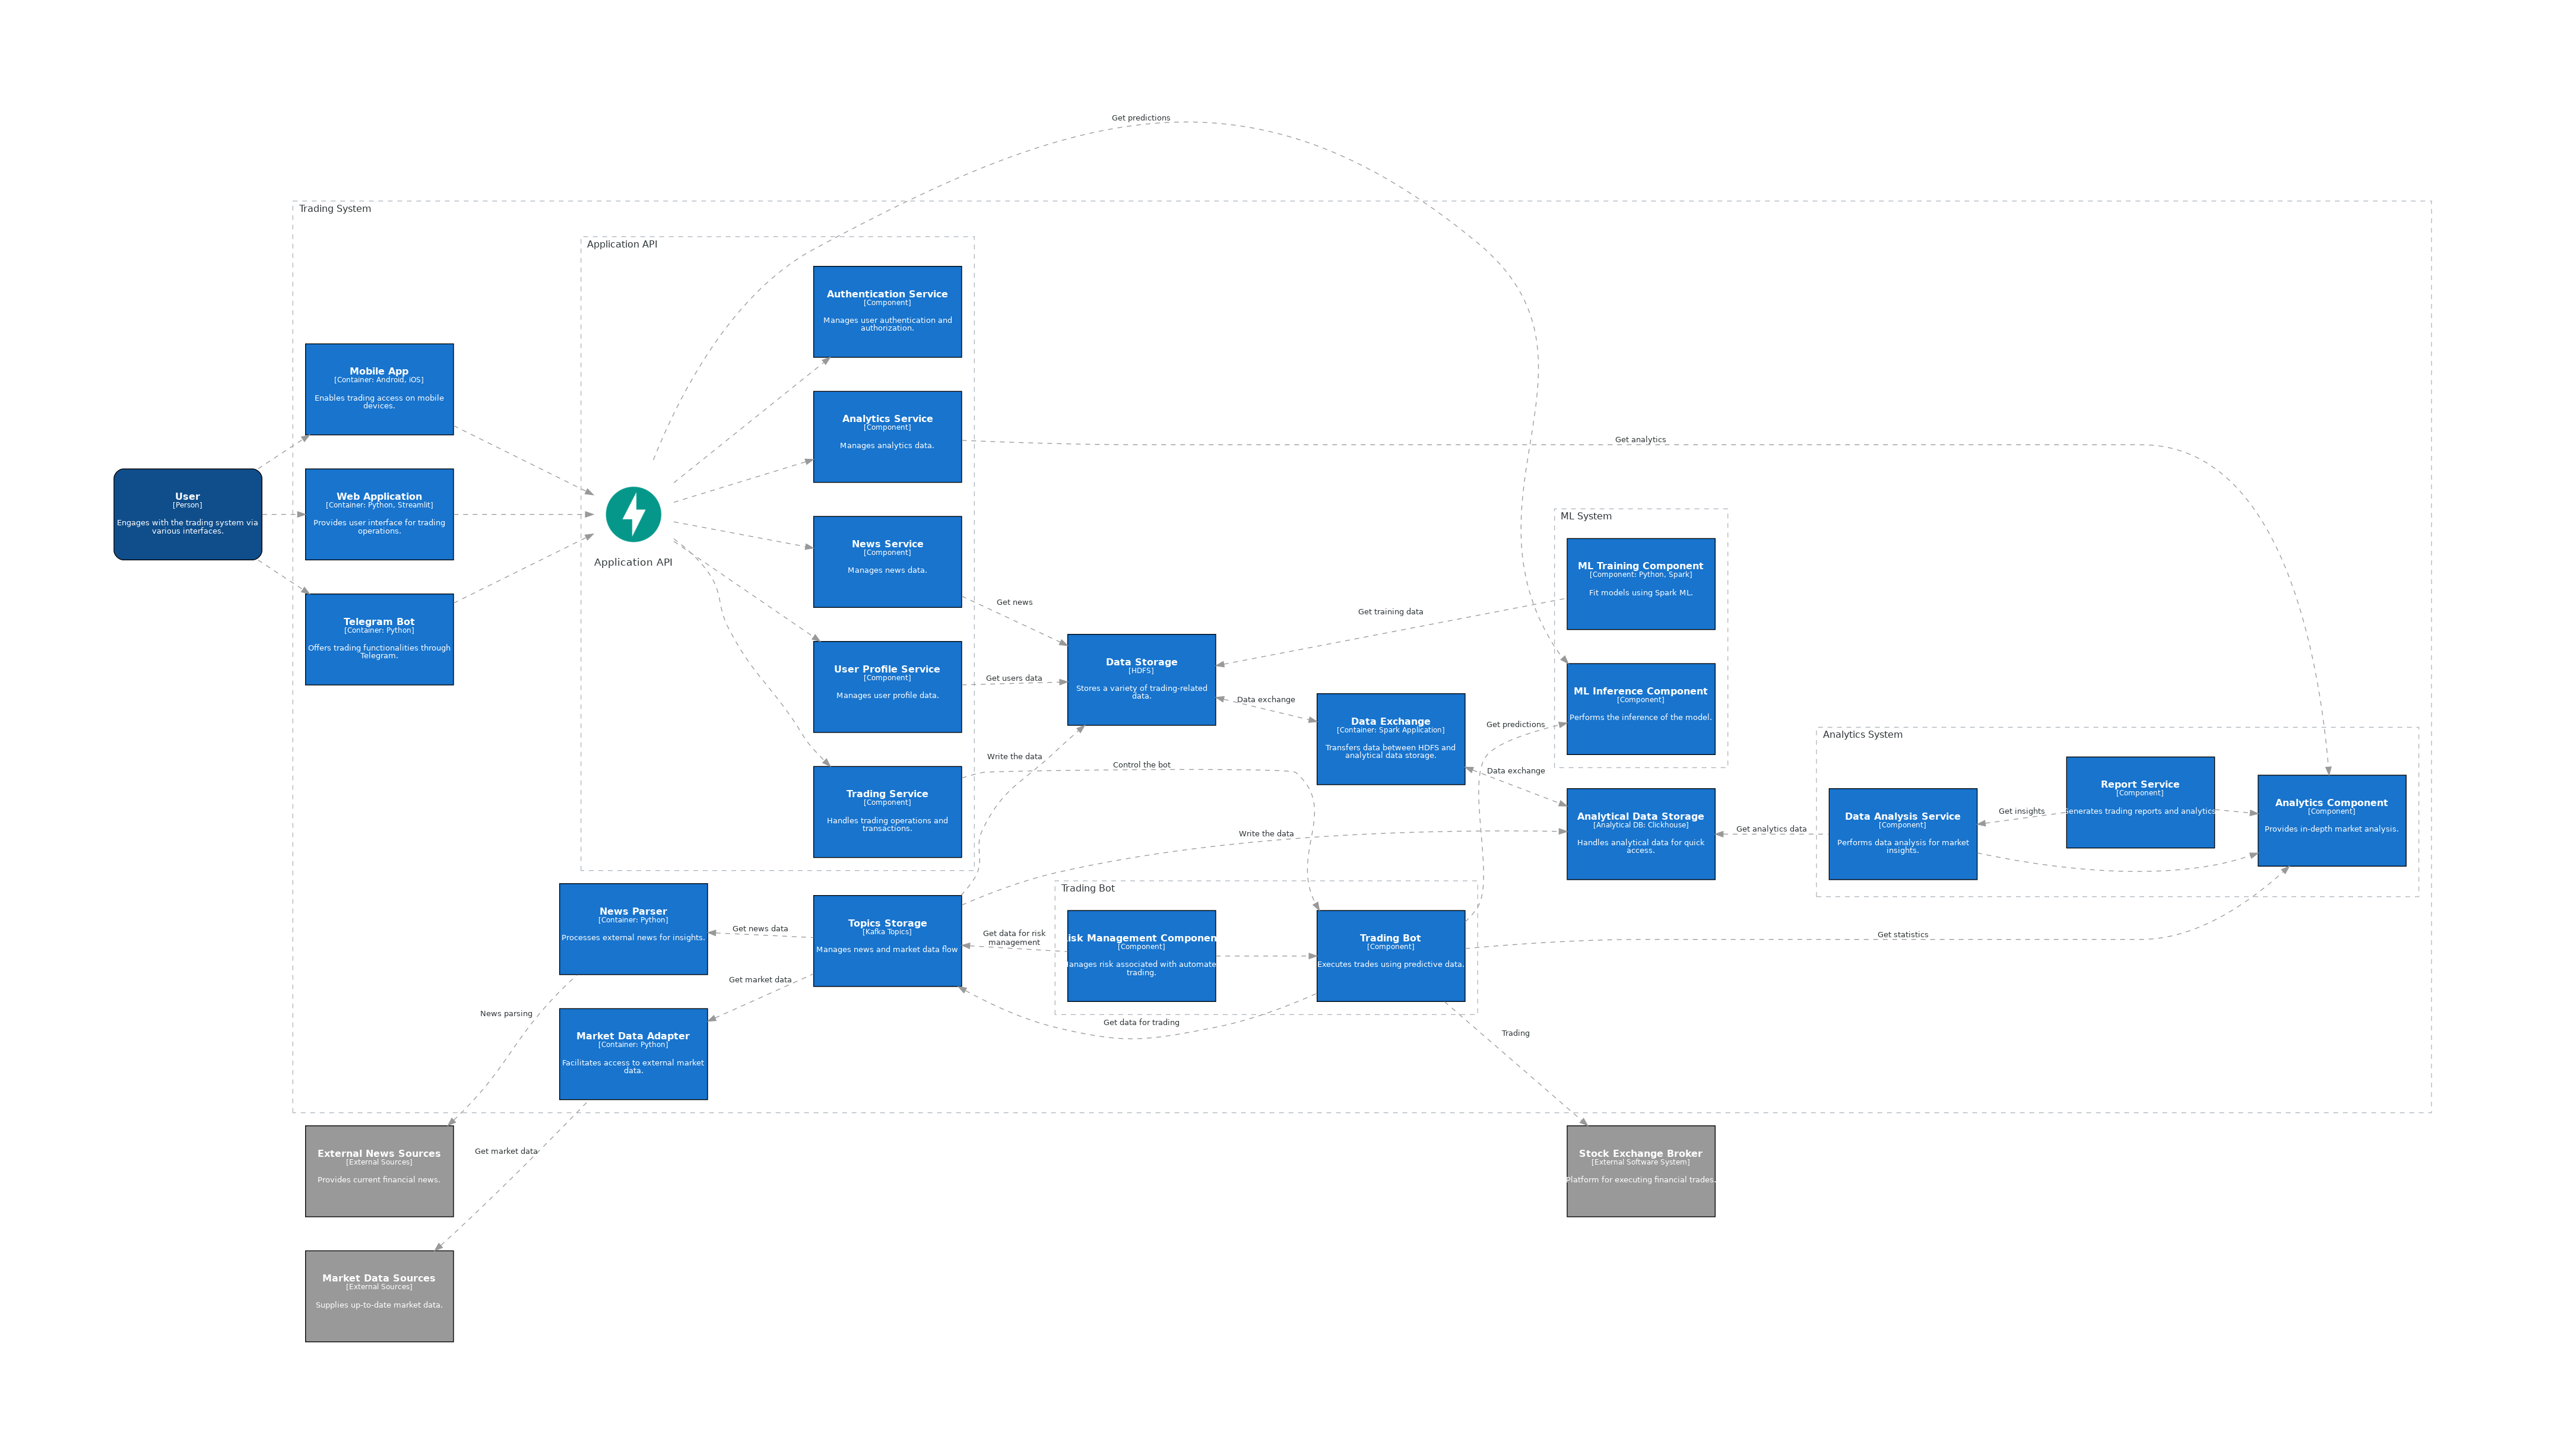 Get predictions
Trading System
Application API
Authentication Service
[Component]
Manages user authentication and
authorization.
Mobile App
[Container: Android, iOS]
Enables trading access on mobile
devices.
Analytics Service
[Component]
Manages analytics data.
Get analytics
User
[Person]
Engages with the trading system via
various interfaces.
Web Application
[Container: Python, Streamlit]
Provides user interface for trading
operations.
Application API
News Service
[Component]
Manages news data.
ML System
ML Training Component
[Component: Python, Spark]
Fit models using Spark ML.
Get news
Get training data
Telegram Bot
[Container: Python]
Offers trading functionalities through
Telegram.
User Profile Service
[Component]
Manages user profile data.
Get users data
Data Storage
[HDFS]
Stores a variety of trading-related
data.
Data exchange
Data Exchange
[Container: Spark Application]
Transfers data between HDFS and
analytical data storage.
Get predictions
ML Inference Component
[Component]
Performs the inference of the model.
Analytics System
Write the data
Control the bot
Data exchange
Trading Service
[Component]
Handles trading operations and
transactions.
Write the data
Analytical Data Storage
[Analytical DB: Clickhouse]
Handles analytical data for quick
access.
Get analytics data
Data Analysis Service
[Component]
Performs data analysis for market
insights.
Get insights
Report Service
[Component]
Generates trading reports and analytics
Analytics Component
[Component]
Provides in-depth market analysis.
News Parser
[Container: Python]
Processes external news for insights.
Get news data
Topics Storage
[Kafka Topics]
Manages news and market data flow
Get data for risk
management
Trading Bot
isk Management Componen
[Component]
lanages risk associated with automate
trading.
Trading Bot
[Component]
Executes trades using predictive data.
Get statistics
Get market data
Get data for trading
News parsing
Market Data Adapter
[Container: Python]
Facilitates access to external market
data.
Trading
External News Sources
[External Sources]
Provides current financial news.
Get market data
Stock Exchange Broker
[External Software System]
Platform for executing financial trades.
Market Data Sources
[External Sources]
Supplies up-to-date market data.